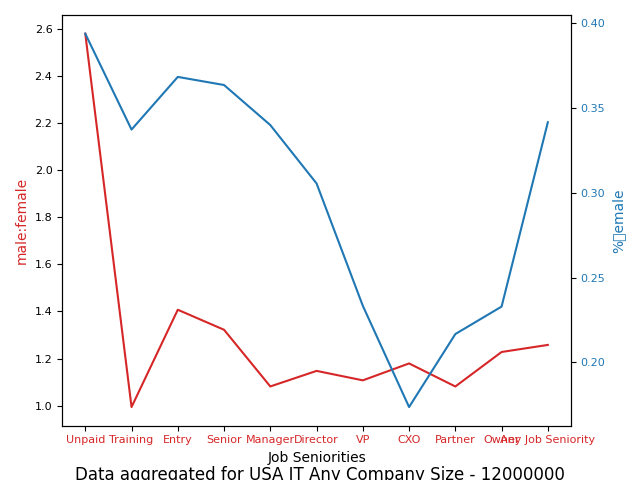 2.6
2.4
2.2
2.0
1.8
1.6
1.4
1.2
1.0
male:female
0.40
0.35
0.30
0.25
0.20
%▯emale
Unpaid Training Entry Senior Manager Director VP CXO Partner Owner Any Job Seniority
Job Seniorities
Data aggregated for USA IT Any Company Size - 12000000